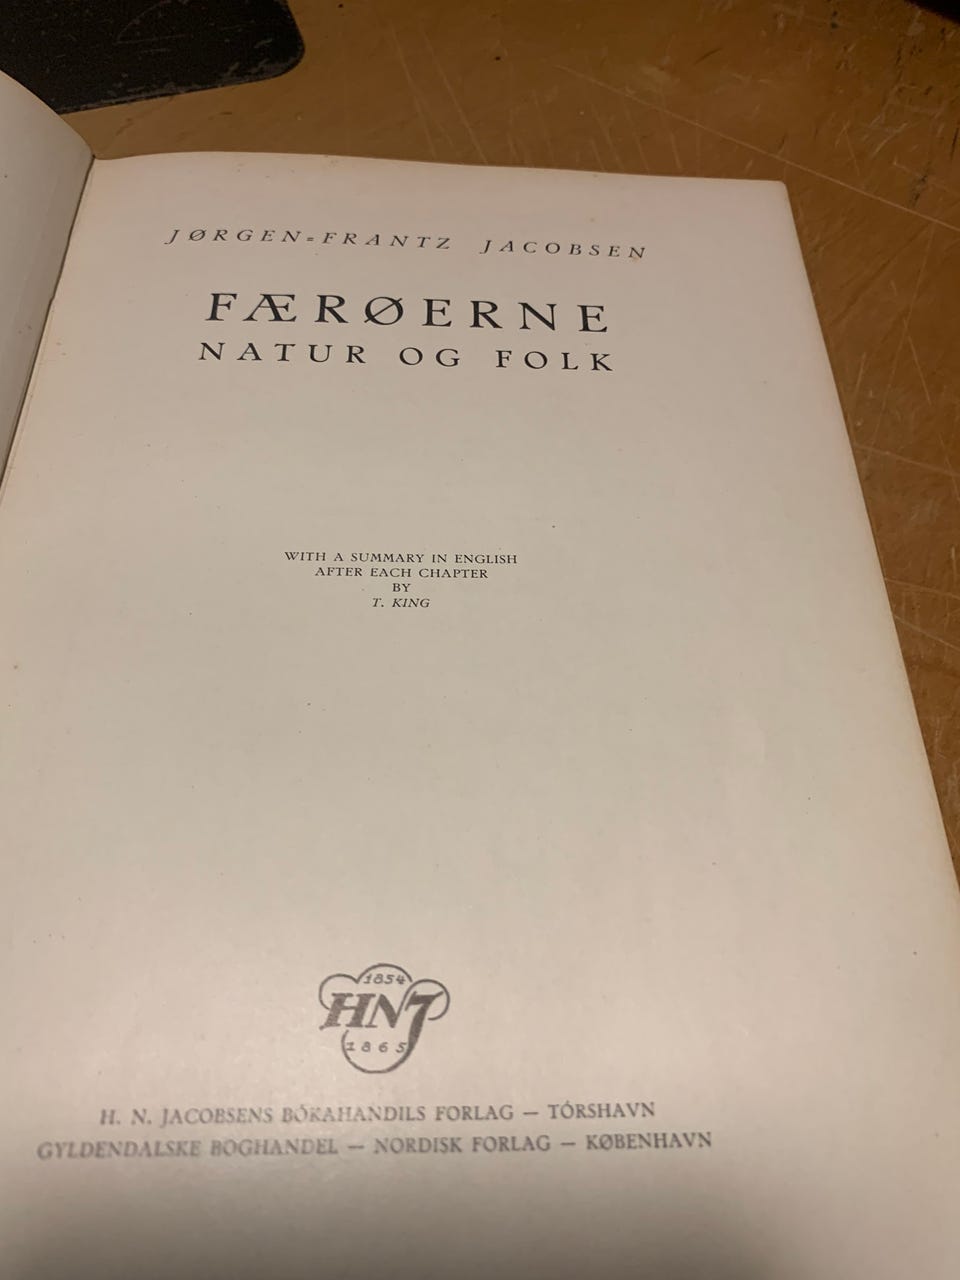 JØRGEN=FRANTZ JACOBSEN
FÆRØERNE
NATUR OG FOLK
WITH A SUMMARY IN ENGLISH
AFTER EACH CHAPTER
BY
T. KING
1854
HNJ
1865
H. N. JACOBSENS BÓKAHANDILS FORLAG — TÓRSHAVN
GYLDENDALSKE BOGHANDEL — NORDISK FORLAG — KØBENHAVN